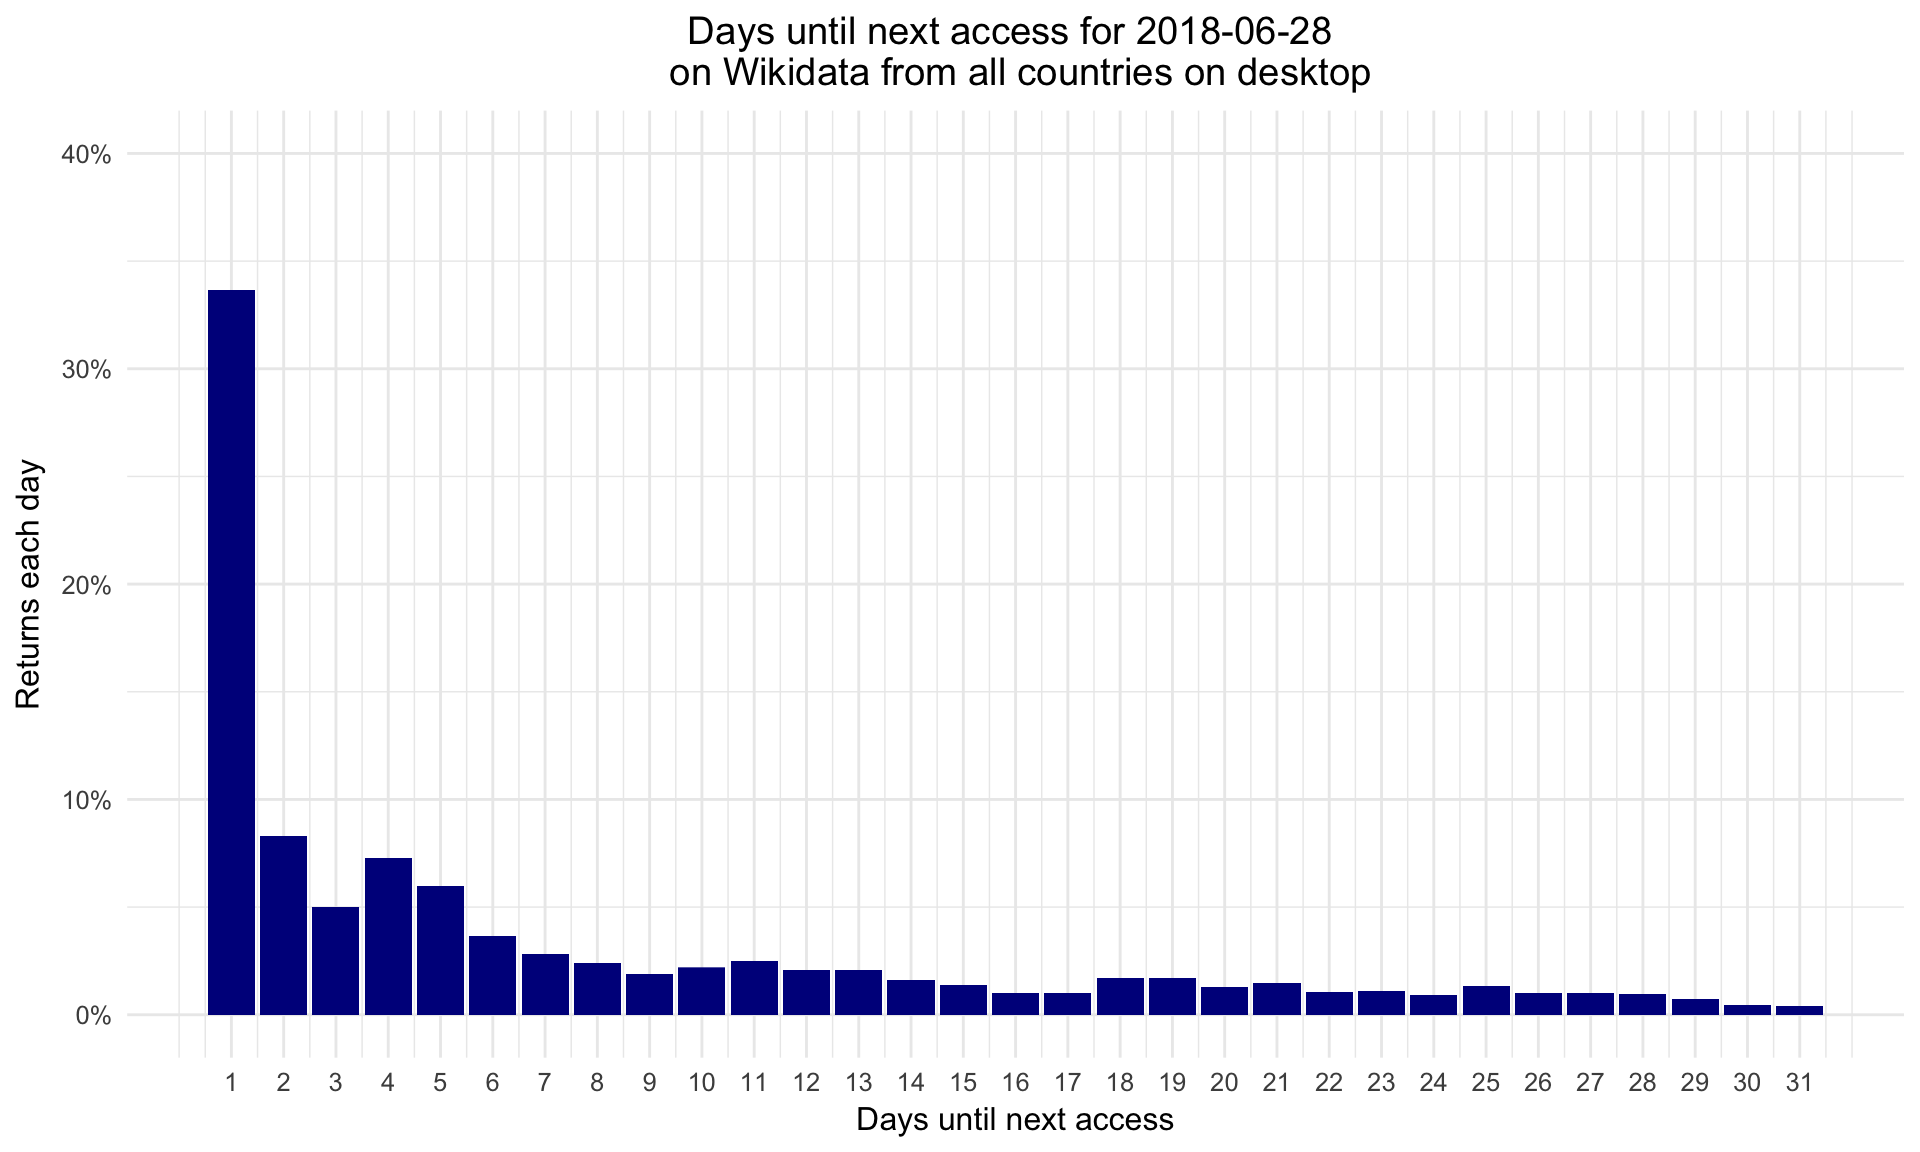 Days until next access for 2018-06-28
on Wikidata from all countries on desktop
Returns each day
40%
30%
20%
10%
0%
1 2 3 4 5 6 7 8 9 10 11 12 13 14 15 16 17 18 19 20 21 22 23 24 25 26 27 28 29 30 31
Days until next access